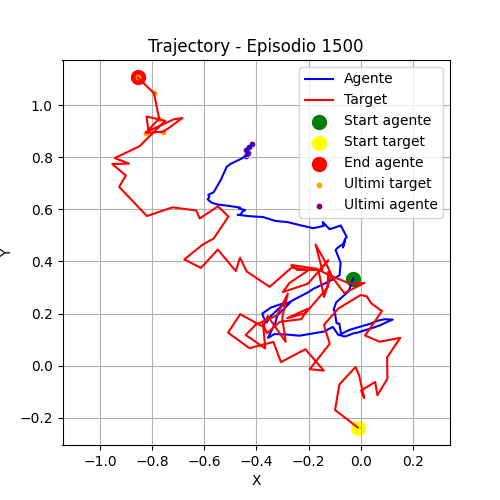 Trajectory - Episodio 1500
Agente
Target
Start agente
Start target
End agente
Ultimi target
Ultimi agente
1.0
0.8
0.6
0.4
0.2
0.0
−0.2
Y
−1.0
−0.8
−0.6
−0.4
−0.2
0.0
0.2
X